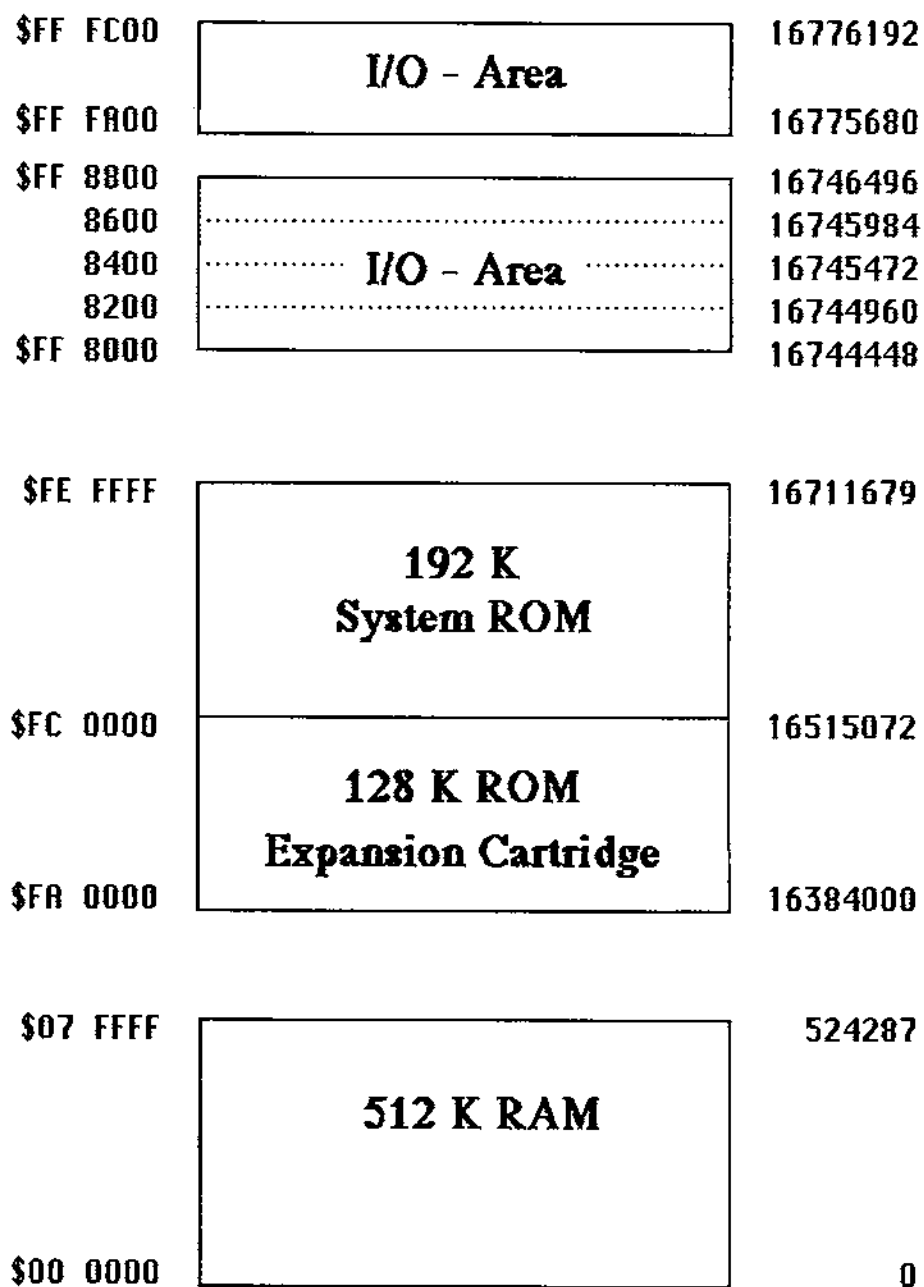 $FF FC00 16776192
I/O - Area
$FF FA00 16775680
$FF 8800 16746496
8600 16745984
8400 I/O - Area 16745472
8200 16744960
$FF 8000 16744448
$FE FFFF 16711679
192 K
System ROM
$FC 0000 16515072
128 K ROM
Expansion Cartridge
$FA 0000 16384000
$07 FFFF 524287
512 K RAM
$00 0000 0